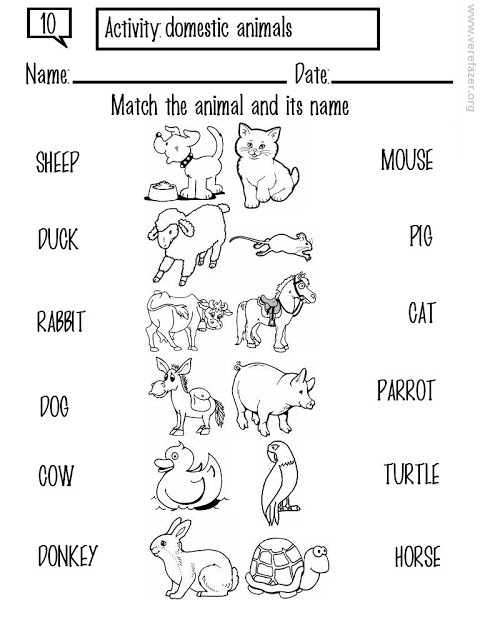 10
Activity: domestic animals
www.verefazer.org
Name: Date:
Match the animal and its name
SHEEP
MOUSE
DUCK
PIG
RABBIT
CAT
DOG
PARROT
COW
TURTLE
DONKEY
HORSE